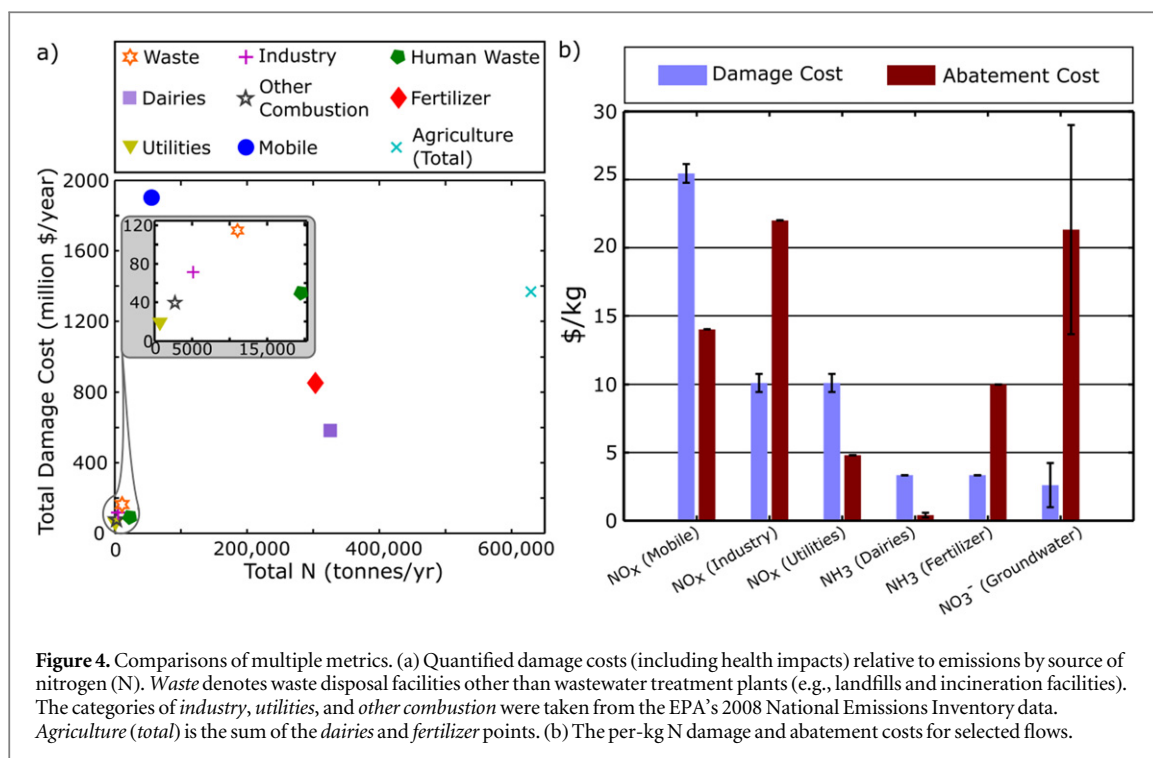 a)
Waste
Industry
Human Waste
Dairies
Other
Combustion
Fertilizer
Utilities
Mobile
Agriculture
(Total)
Total Damage Cost (million $/year)
2000
1600
1200
800
400
0
120
80
40
0
0 5000 15,000
0 200,000 400,000 600,000
Total N (tonnes/yr)
b)
Damage Cost Abatement Cost
$/kg
30
25
20
15
10
5
0
NOx (Mobile)
NOx (Industry)
NOx (Utilities)
NH3 (Dairies)
NH3 (Fertilizer)
NO3- (Groundwater)
Figure 4. Comparisons of multiple metrics. (a) Quantified damage costs (including health impacts) relative to emissions by source of
nitrogen (N). Waste denotes waste disposal facilities other than wastewater treatment plants (e.g., landfills and incineration facilities).
The categories of industry, utilities, and other combustion were taken from the EPA's 2008 National Emissions Inventory data.
Agriculture (total) is the sum of the dairies and fertilizer points. (b) The per-kg N damage and abatement costs for selected flows.